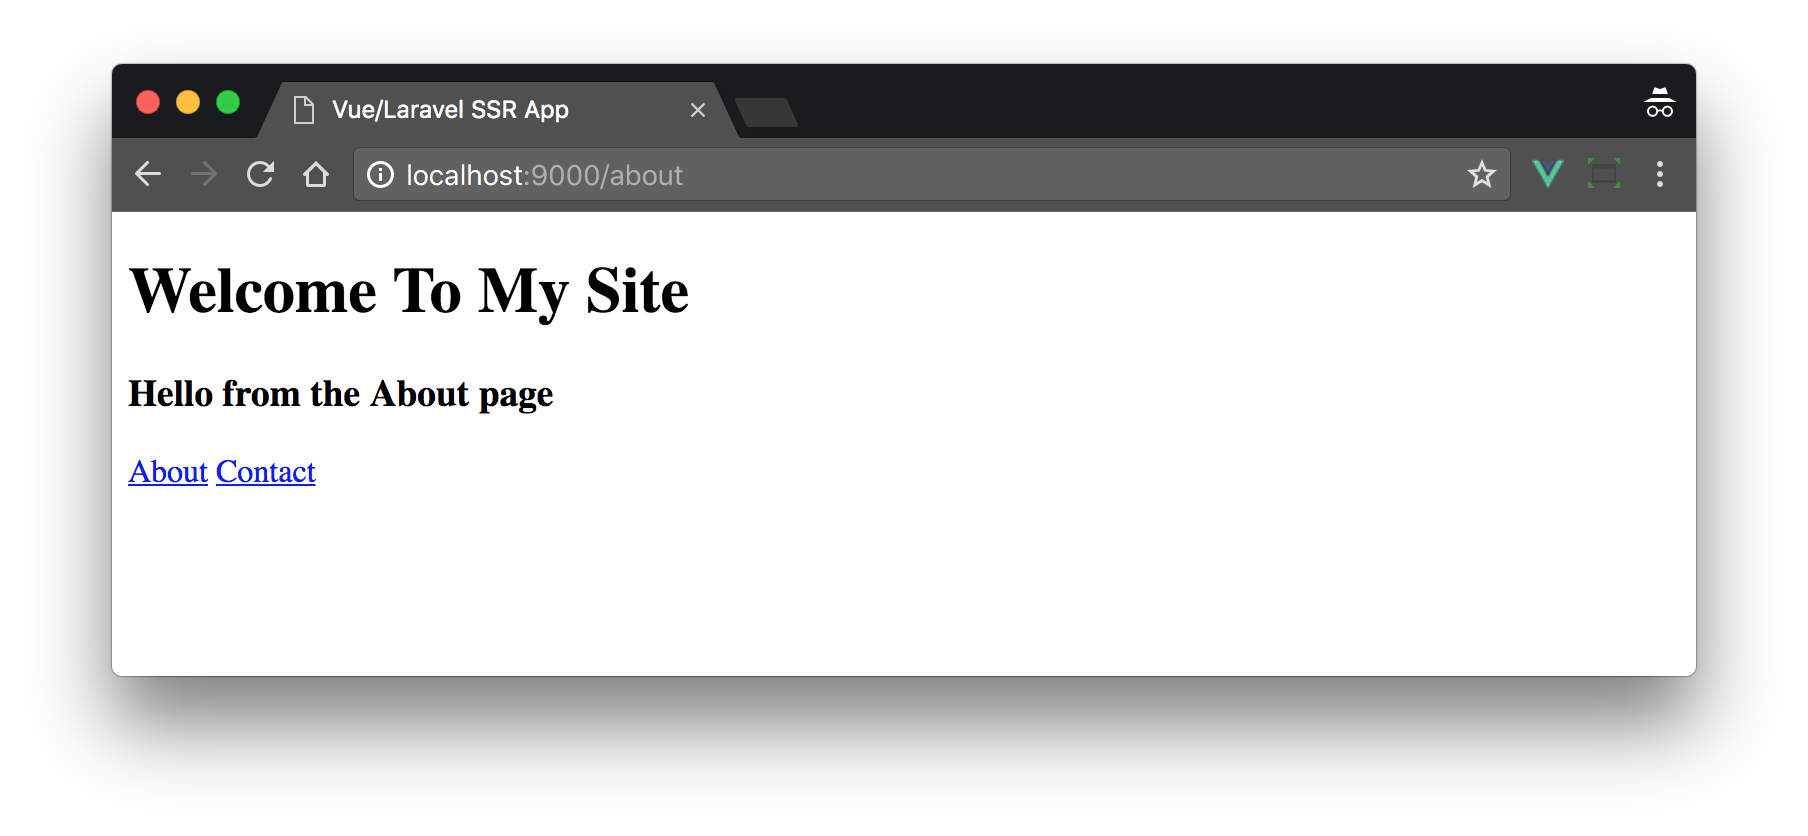 Vue/Laravel SSR App
localhost:9000/about
Welcome To My Site
Hello from the About page
About Contact